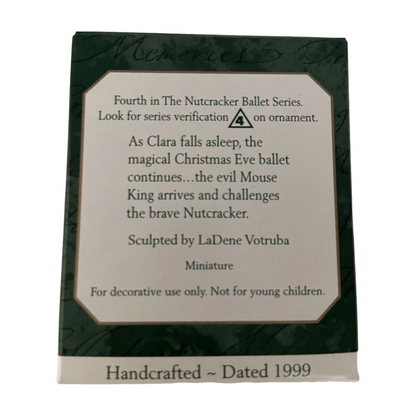 Memories
Fourth in The Nutcracker Ballet Series.
Look for series verification 4 on ornament.
As Clara falls asleep, the
magical Christmas Eve ballet
continues...the evil Mouse
King arrives and challenges
the brave Nutcracker.
Sculpted by LaDene Votruba
Miniature
For decorative use only. Not for young children.
Handcrafted ~ Dated 1999